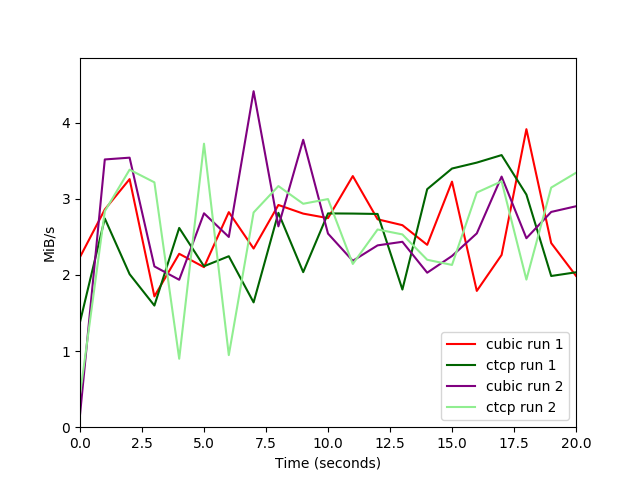 MiB/s
4
3
2
1
0
0.0 2.5 5.0 7.5 10.0 12.5 15.0 17.5 20.0
Time (seconds)
cubic run 1
ctcp run 1
cubic run 2
ctcp run 2